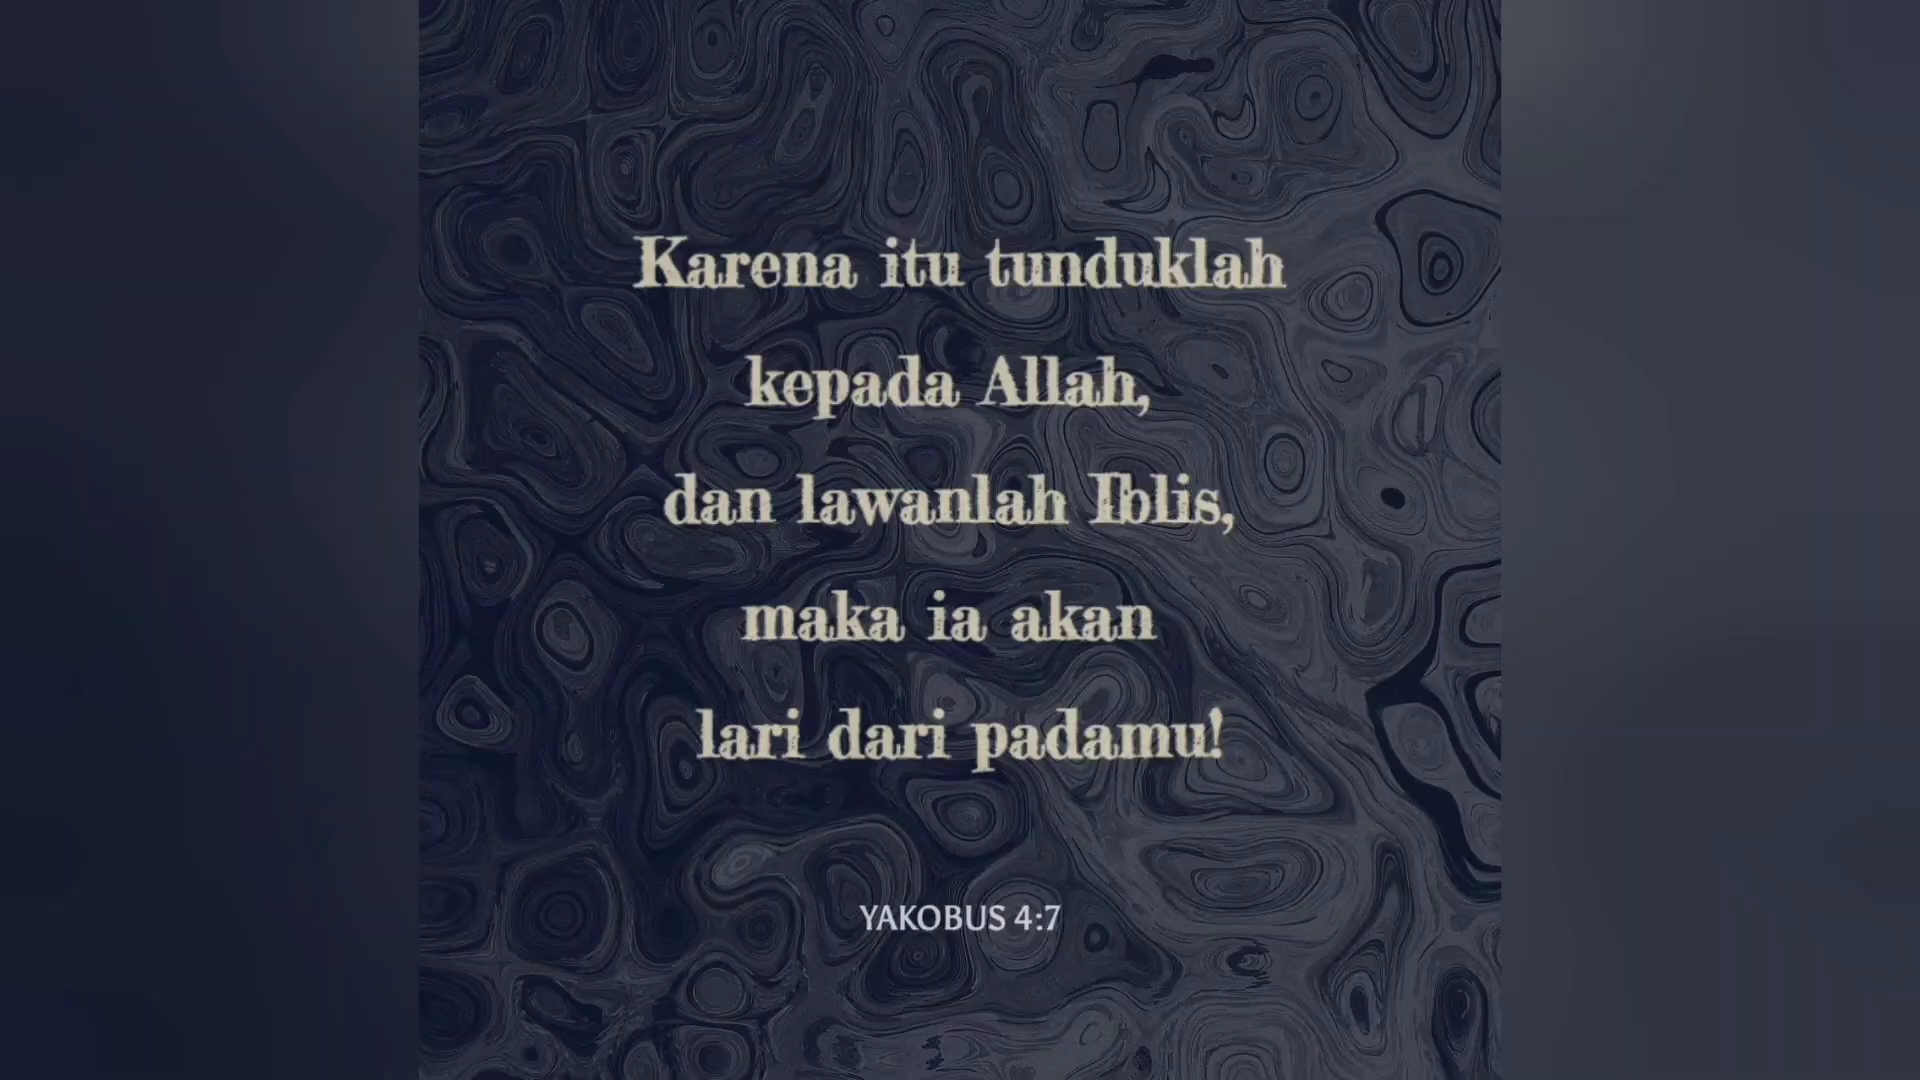 Karena itu tunduklah
kepada Allah,
dan lawanlah Iblis,
maka ia akan
lari dari padamu!
YAKOBUS 4:7